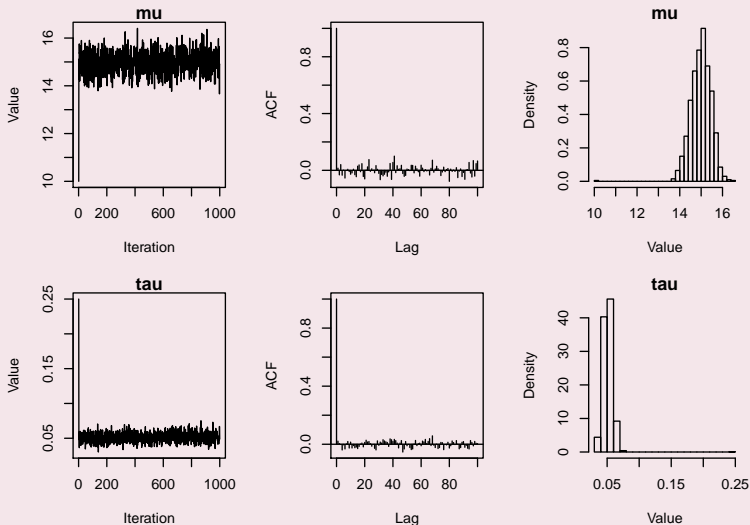 mu
Value
10
12
14
16
0 200 600 1000
Iteration
ACF
0.0
0.4
0.8
0 20 40 60 80
Lag
mu
Density
0.0 0.2 0.4 0.6 0.8
10 12 14 16
Value
tau
Value
0.05
0.15
0.25
0 200 600 1000
Iteration
ACF
0.0
0.4
0.8
0 20 40 60 80
Lag
tau
Density
0 10 20 30 40
0.05 0.15 0.25
Value